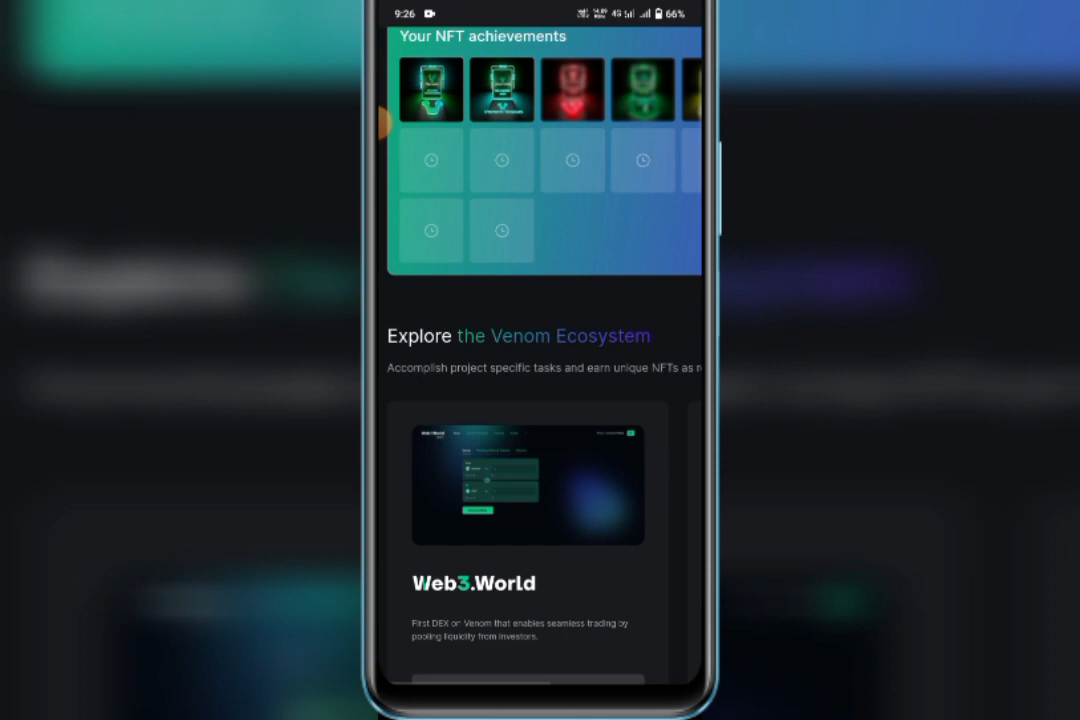 9:26
4G
66%
Your NFT achievements
Explore the Venom Ecosystem
Accomplish project specific tasks and earn unique NFTs as r
Web3.World
First DEX on Venom that enables seamless trading by
pooling liquidity from investors.